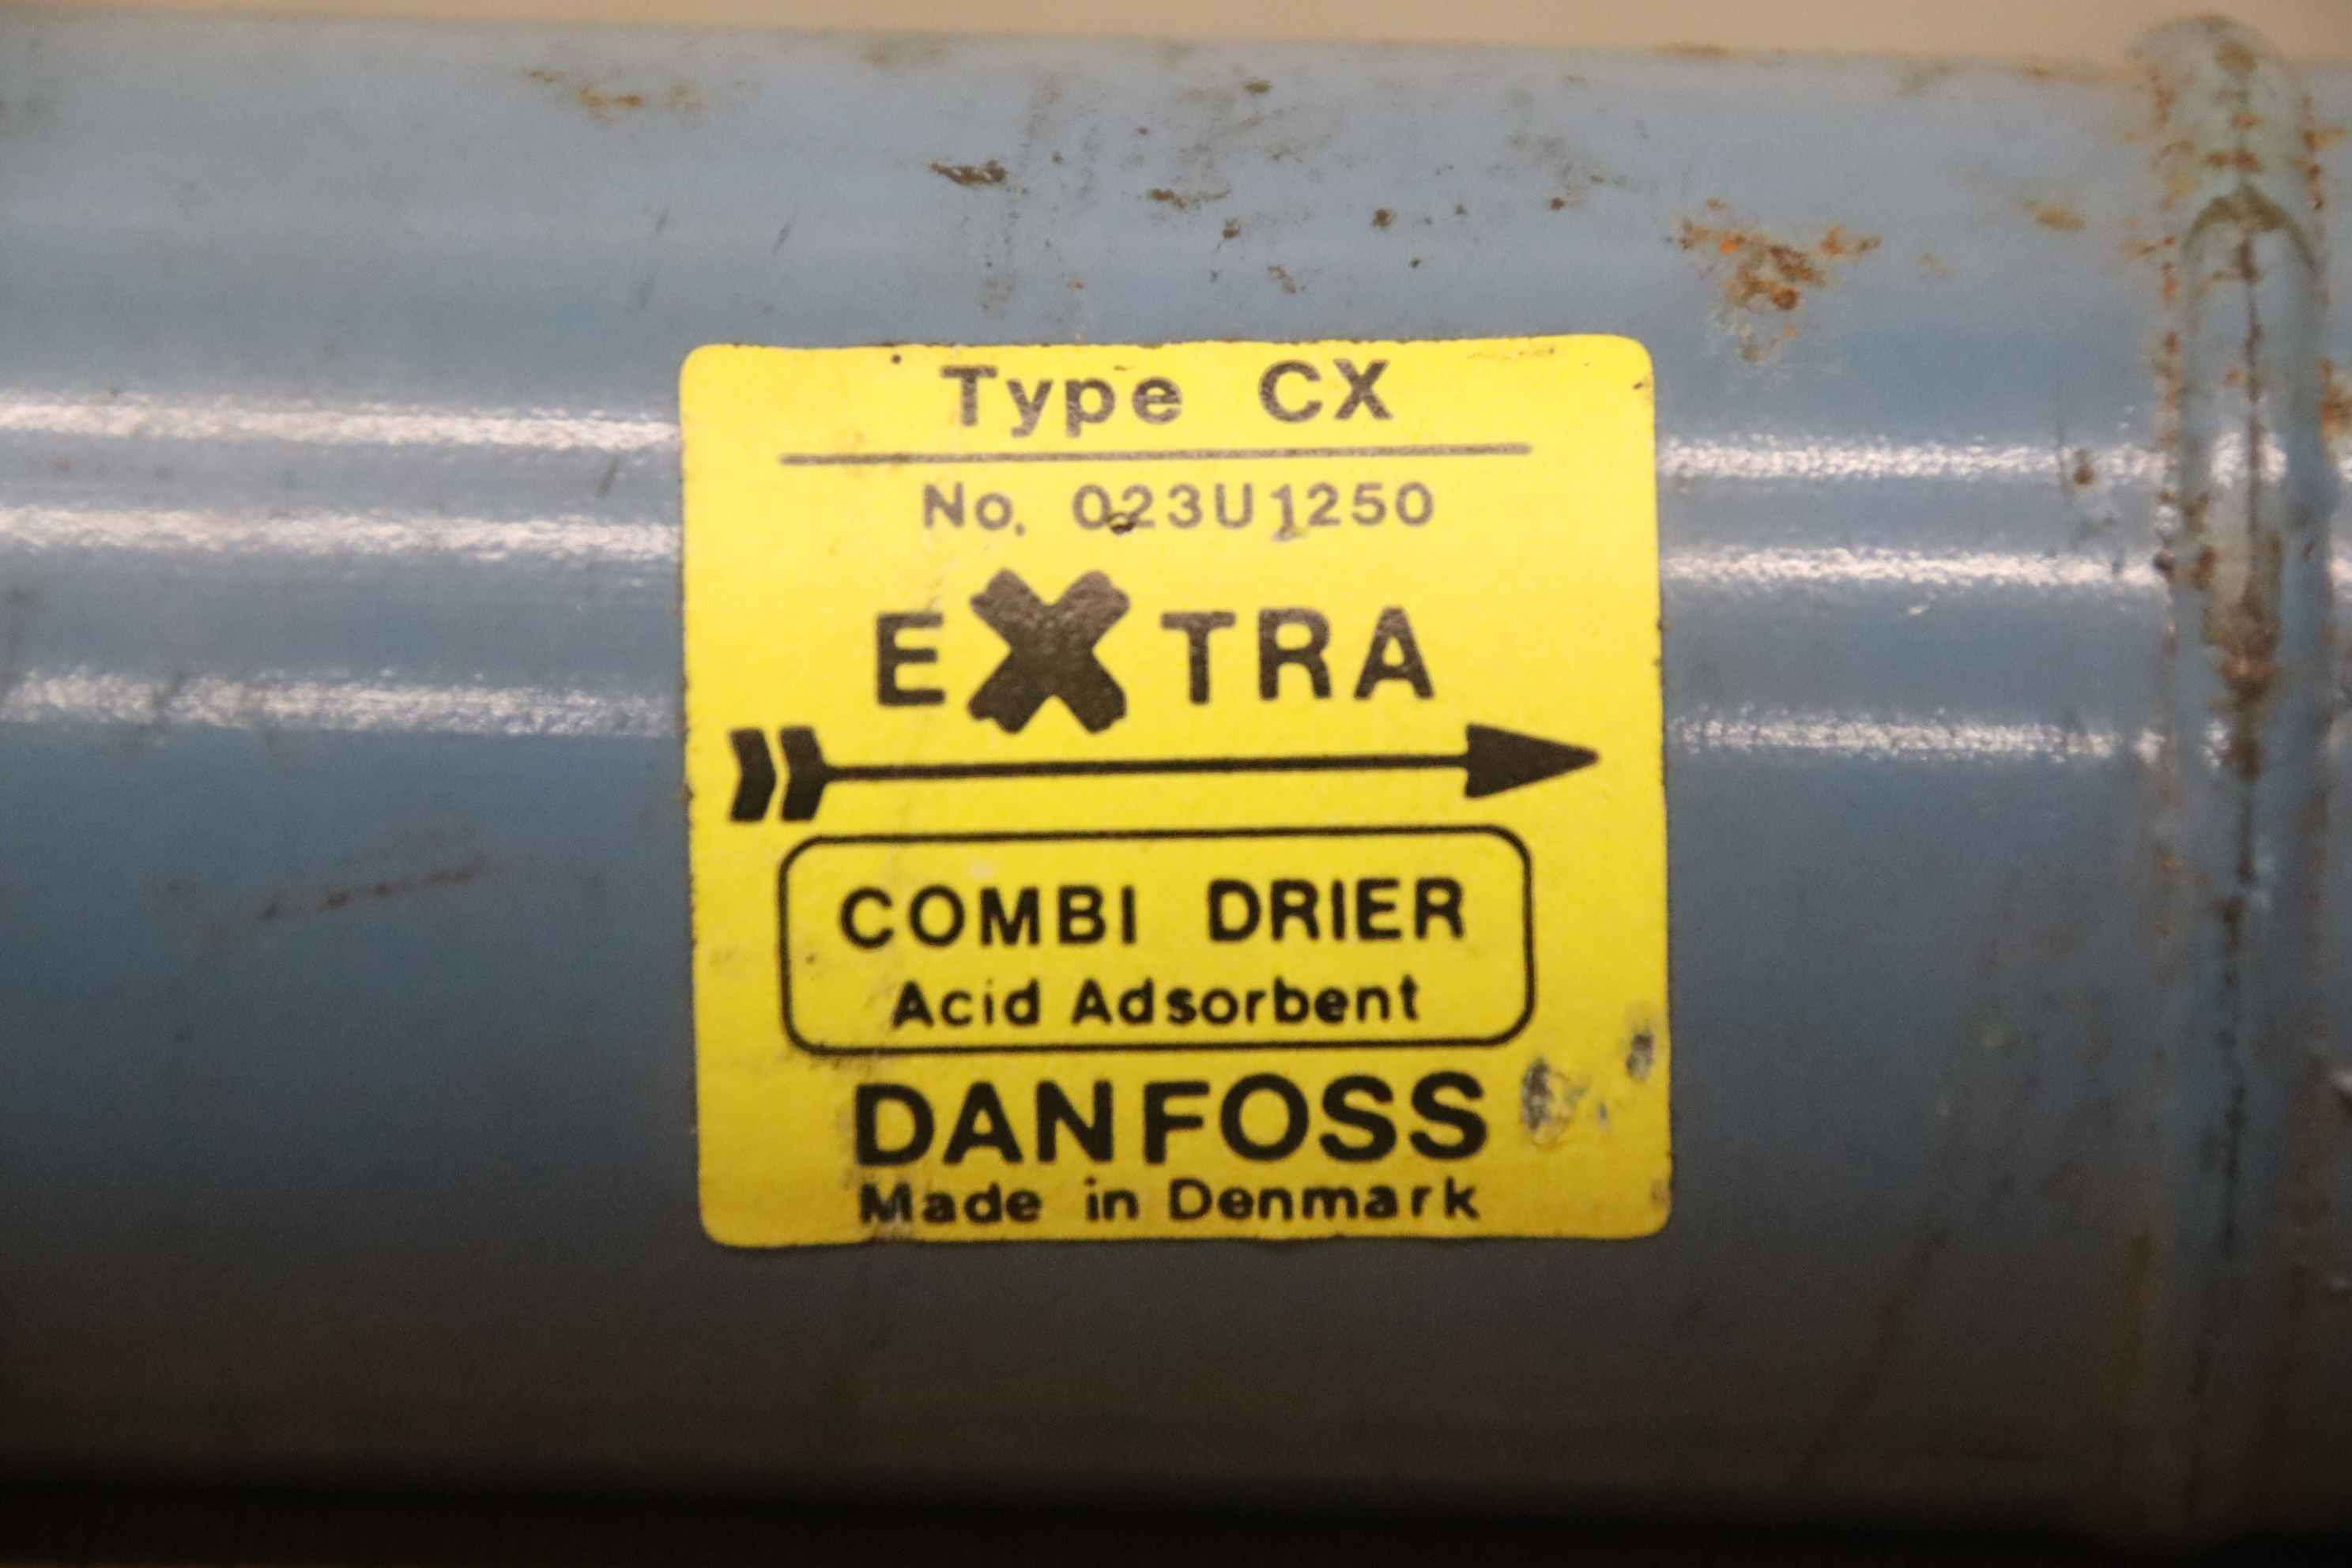 Type CX
No. 023U1250
EXTRA
COMBI DRIER
Acid Adsorbent
DANFOSS
Made in Denmark